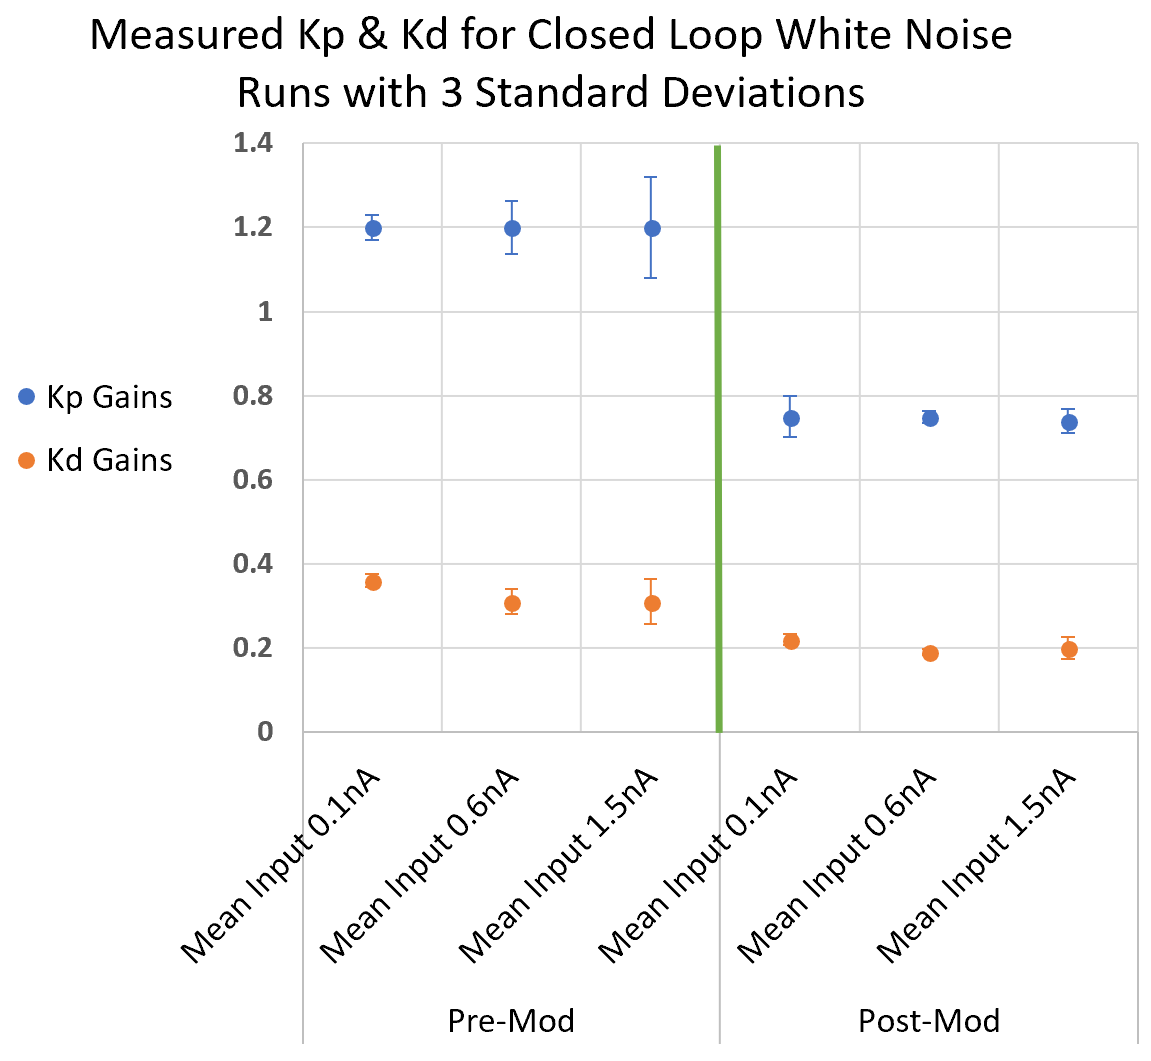 Measured Kp & Kd for Closed Loop White Noise
Runs with 3 Standard Deviations
1.4
1.2
1
0.8
0.6
0.4
0.2
0
Kp Gains
Kd Gains
Mean Input 0.1nA
Mean Input 0.6nA
Mean Input 1.5nA
Mean Input 0.1nA
Mean Input 0.6nA
Mean Input 1.5nA
Pre-Mod
Post-Mod